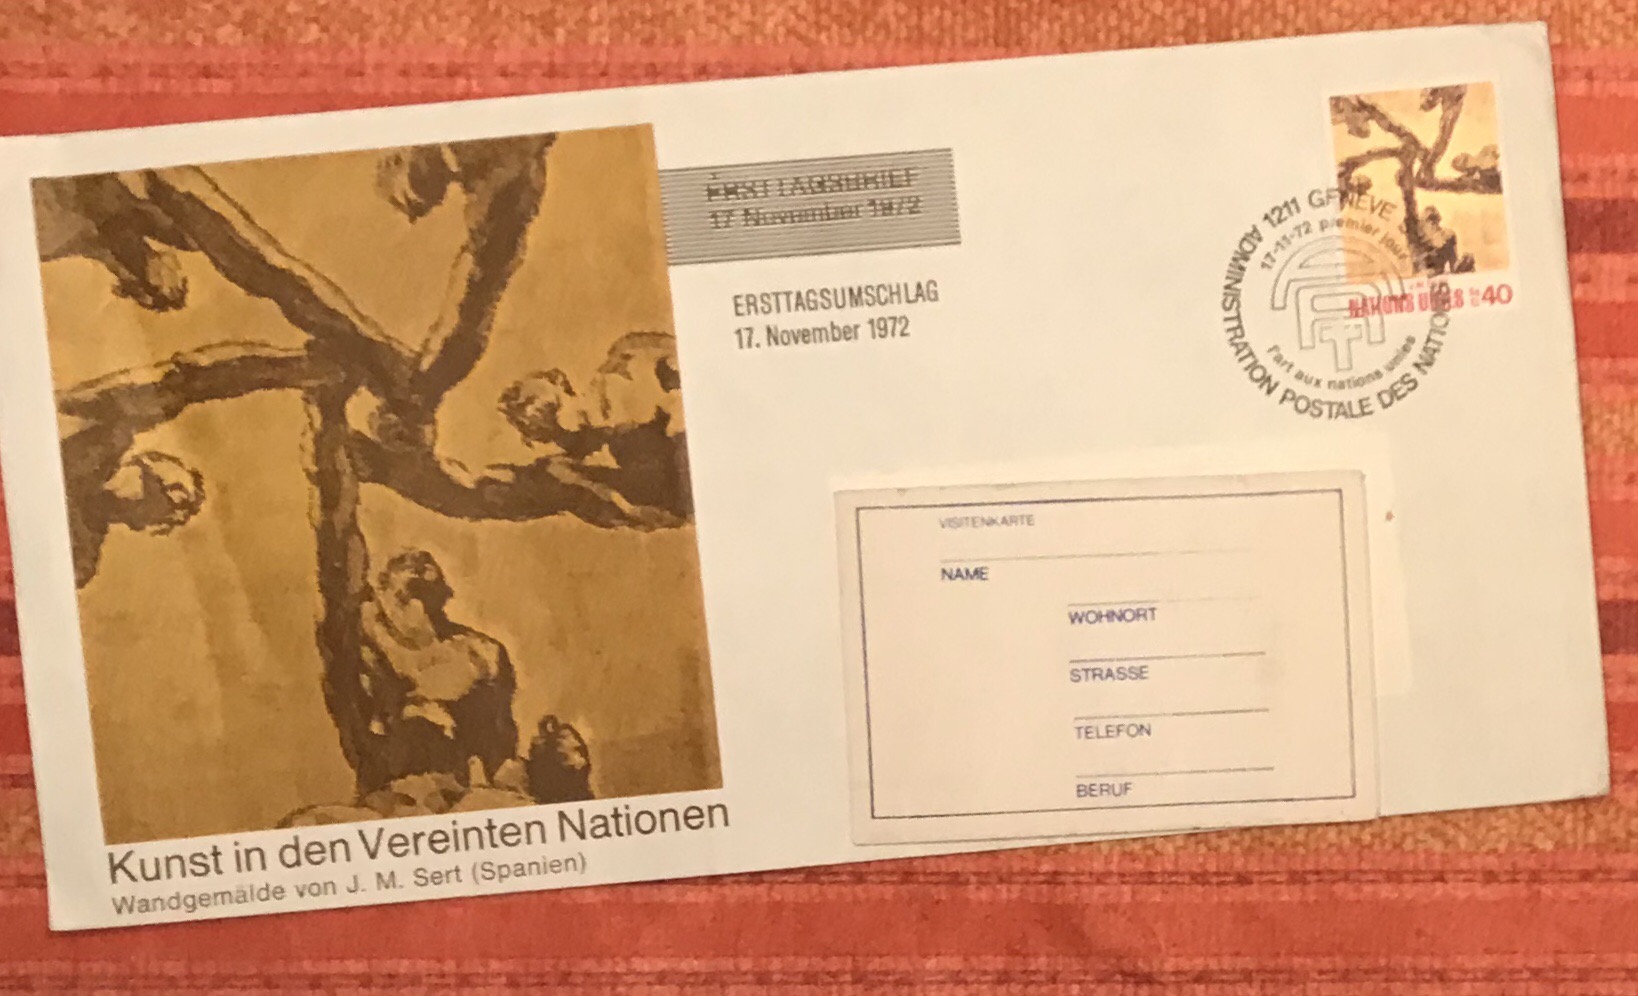 ERSTTAGSBRIEF
17 November 1972
ERSTTAGSUMSCHLAG
17. November 1972
ADMINISTRATION POSTALE DES NATIONS
1211 GENEVE
17-11-72 premier jour
l'art aux nations unies
NATIONS
40
VISITENKARTE
NAME
WOHNORT
STRASSE
TELEFON
BERUF
Kunst in den Vereinten Nationen
Wandgemälde von J. M. Sert (Spanien)